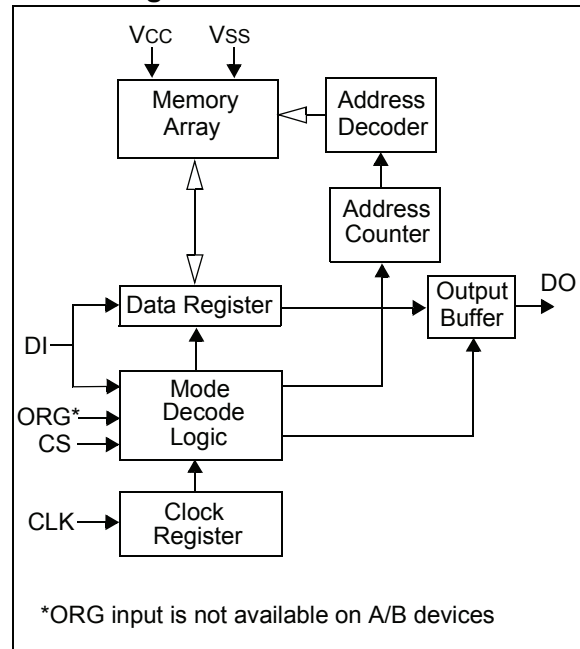 VCC
VSS
Memory
Array
Address
Decoder
Address
Counter
Data Register
Output
Buffer
DO
DI
Mode
Decode
Logic
ORG*
CS
CLK
Clock
Register
*ORG input is not available on A/B devices